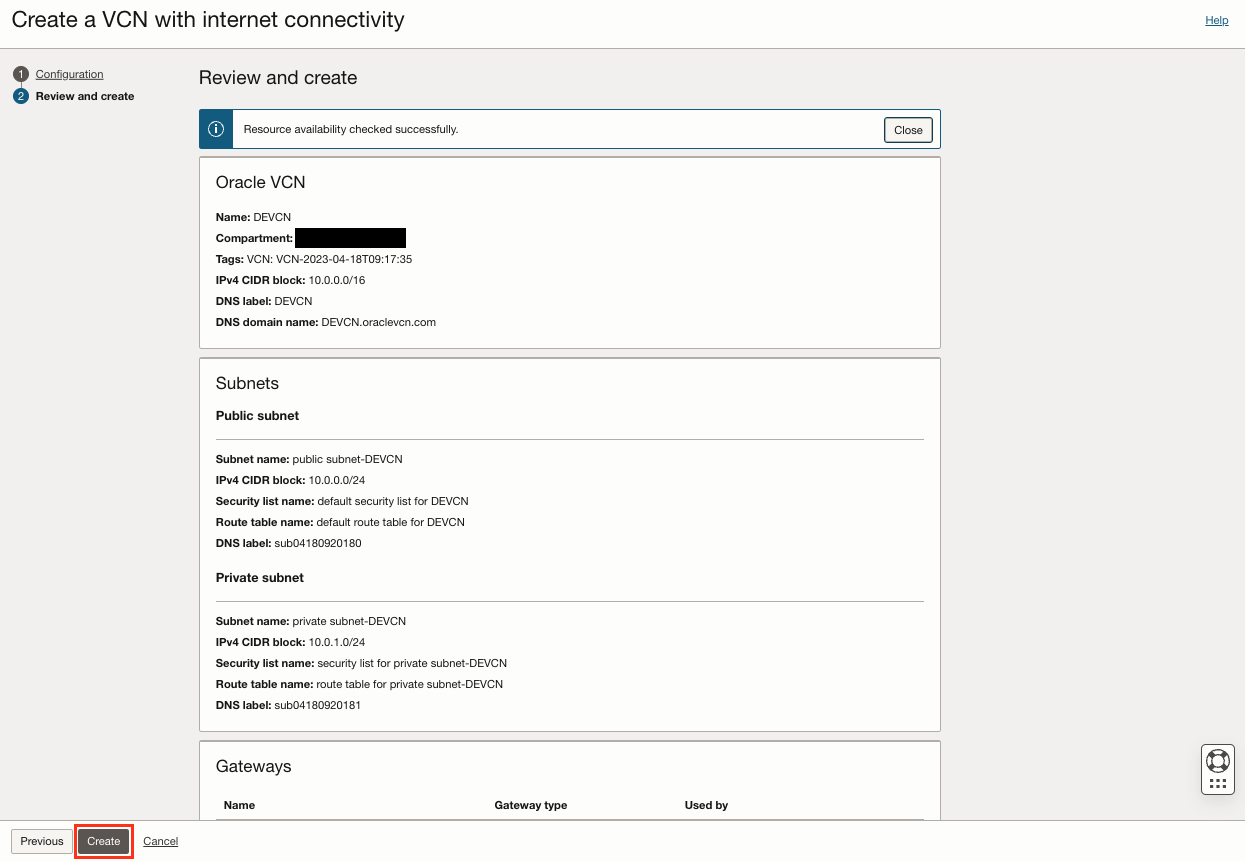 Create a VCN with internet connectivity
Help
1 Configuration
2 Review and create
Review and create
Resource availability checked successfully.
Close
Oracle VCN
Name: DEVCN
Compartment:
Tags: VCN: VCN-2023-04-18T09:17:35
IPv4 CIDR block: 10.0.0.0/16
DNS label: DEVCN
DNS domain name: DEVCN.oraclevcn.com
Subnets
Public subnet
Subnet name: public subnet-DEVCN
IPv4 CIDR block: 10.0.0.0/24
Security list name: default security list for DEVCN
Route table name: default route table for DEVCN
DNS label: sub04180920180
Private subnet
Subnet name: private subnet-DEVCN
IPv4 CIDR block: 10.0.1.0/24
Security list name: security list for private subnet-DEVCN
Route table name: route table for private subnet-DEVCN
DNS label: sub04180920181
Gateways
Name Gateway type Used by
Previous Create Cancel